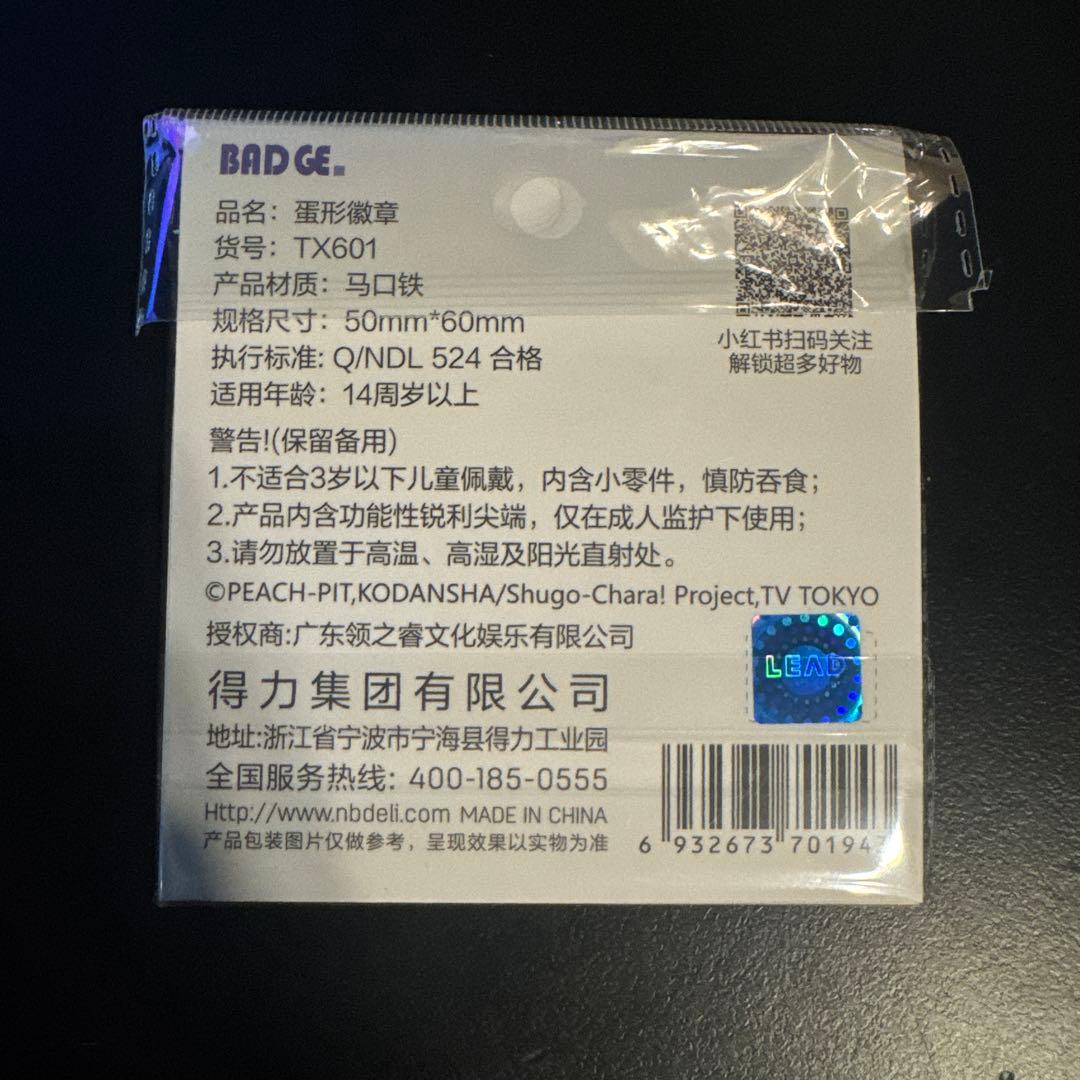 BADGE.
品名：蛋形徽章
货号：TX601
产品材质：马口铁
规格尺寸：50mm*60mm
执行标准: Q/NDL 524 合格
适用年龄：14周岁以上
小红书扫码关注
解锁超多好物
警告!(保留备用)
1.不适合3岁以下儿童佩戴，内含小零件，慎防吞食；
2.产品内含功能性锐利尖端，仅在成人监护下使用；
3.请勿放置于高温、高湿及阳光直射处。
©PEACH-PIT,KODANSHA/Shugo-Chara! Project,TV TOKYO
授权商:广东领之睿文化娱乐有限公司
LEAD
得力集团有限公司
地址:浙江省宁波市宁海县得力工业园
全国服务热线: 400-185-0555
Http://www.nbdeli.com MADE IN CHINA
产品包装图片仅做参考，呈现效果以实物为准
6 932673